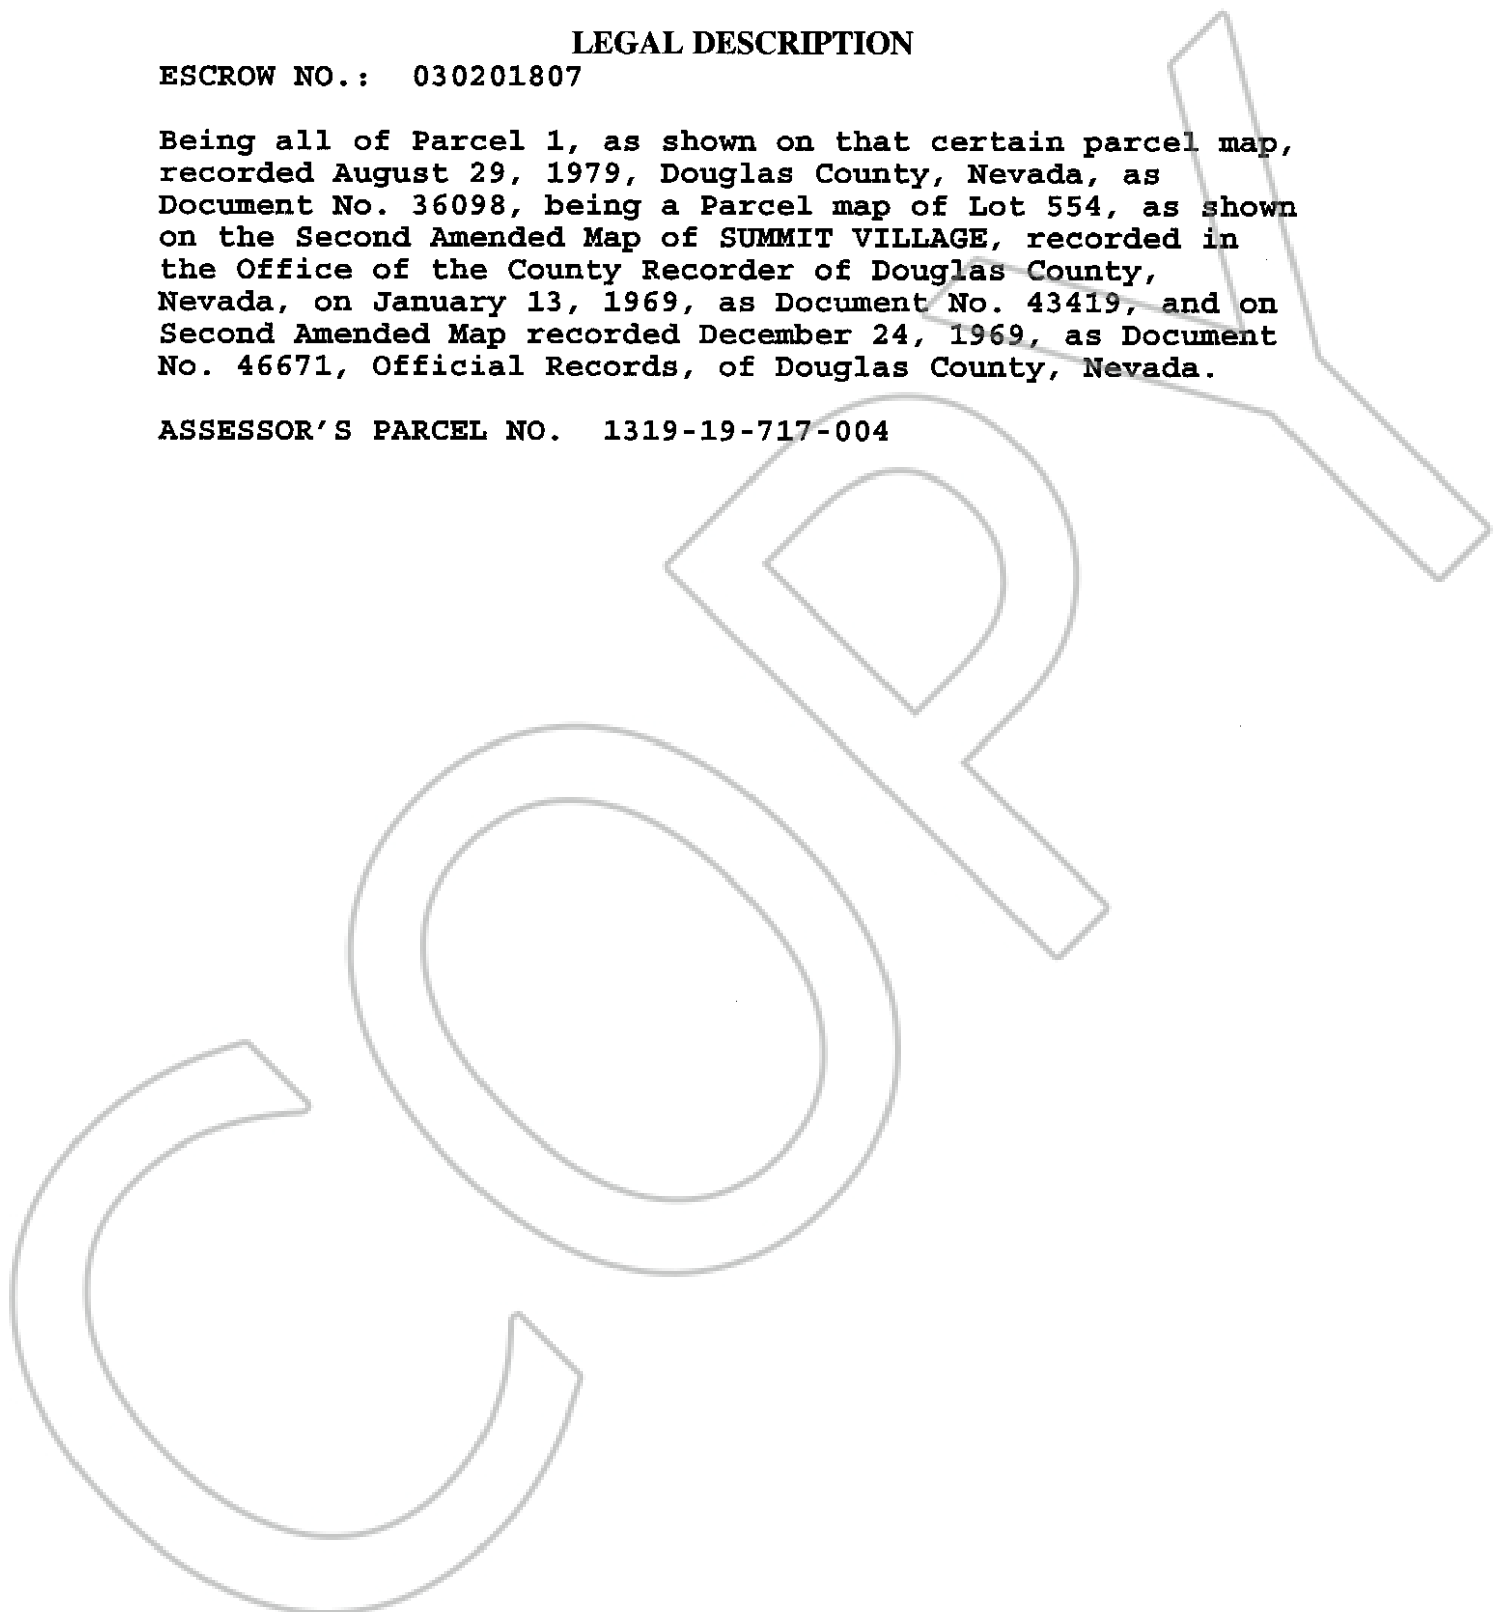 LEGAL DESCRIPTION
ESCROW NO.: 030201807
Being all of Parcel 1, as shown on that certain parcel map,
recorded August 29, 1979, Douglas County, Nevada, as
Document No. 36098, being a Parcel map of Lot 554, as shown
on the Second Amended Map of SUMMIT VILLAGE, recorded in
the Office of the County Recorder of Douglas County,
Nevada, on January 13, 1969, as Document No. 43419, and on
Second Amended Map recorded December 24, 1969, as Document
No. 46671, Official Records, of Douglas County, Nevada.
ASSESSOR'S PARCEL NO. 1319-19-717-004
COPY